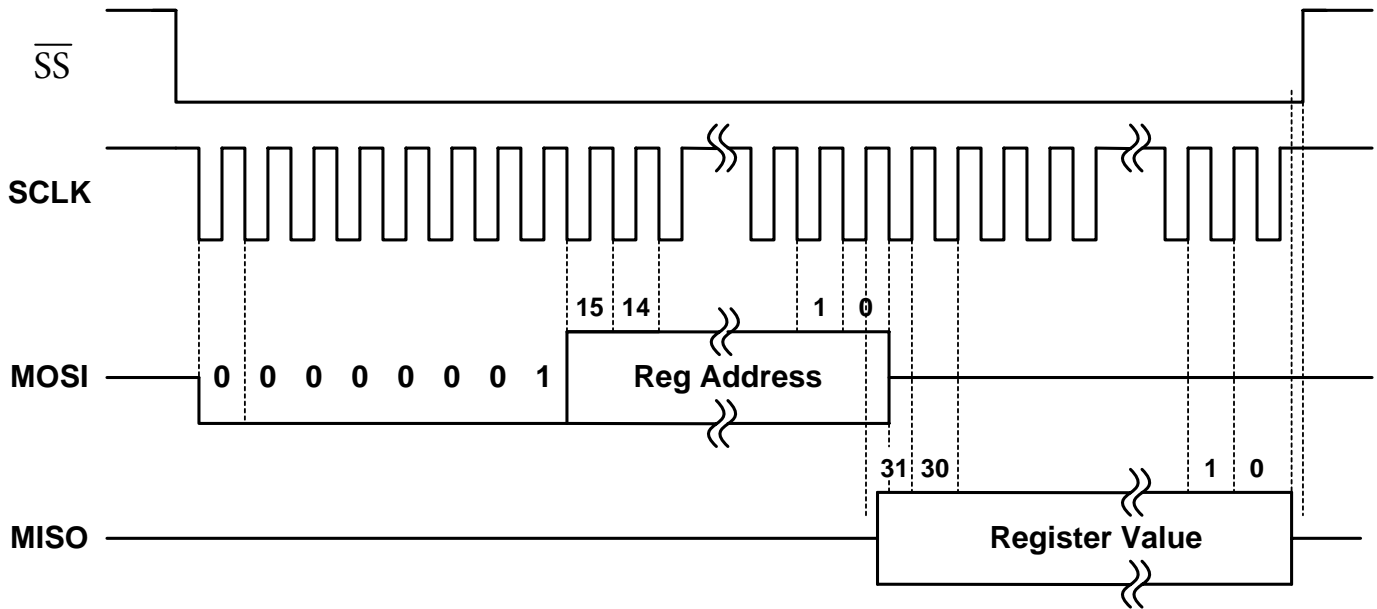 SS
SCLK
15 14 1 0
MOSI 0 0 0 0 0 0 0 1 Reg Address
31 30 1 0
MISO Register Value